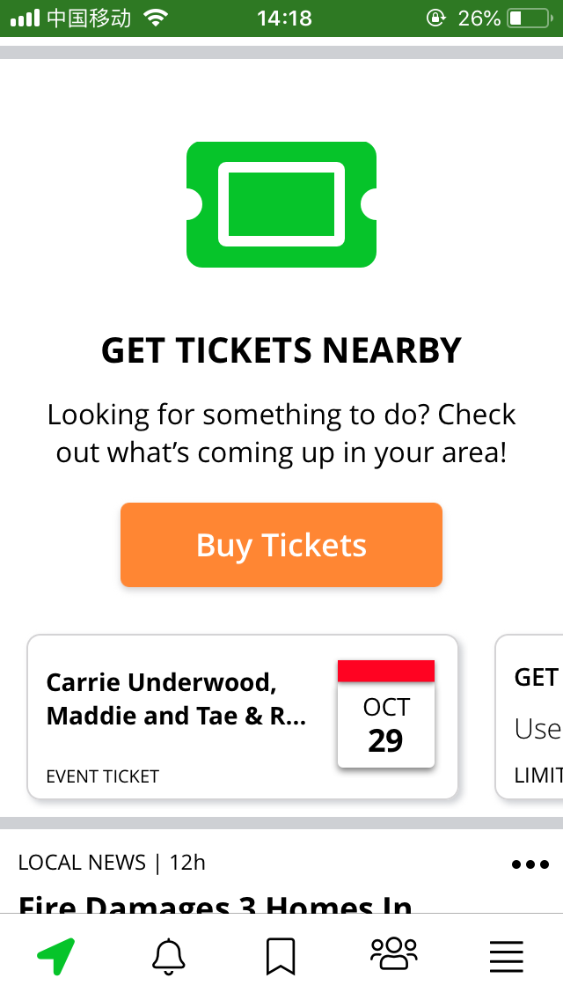 中国移动 14:18 26%
GET TICKETS NEARBY
Looking for something to do? Check
out what's coming up in your area!
Buy Tickets
Carrie Underwood,
Maddie and Tae & R...
EVENT TICKET
OCT
29
GET
Use
LIMIT
LOCAL NEWS | 12h
Fire Damages 3 Homes In